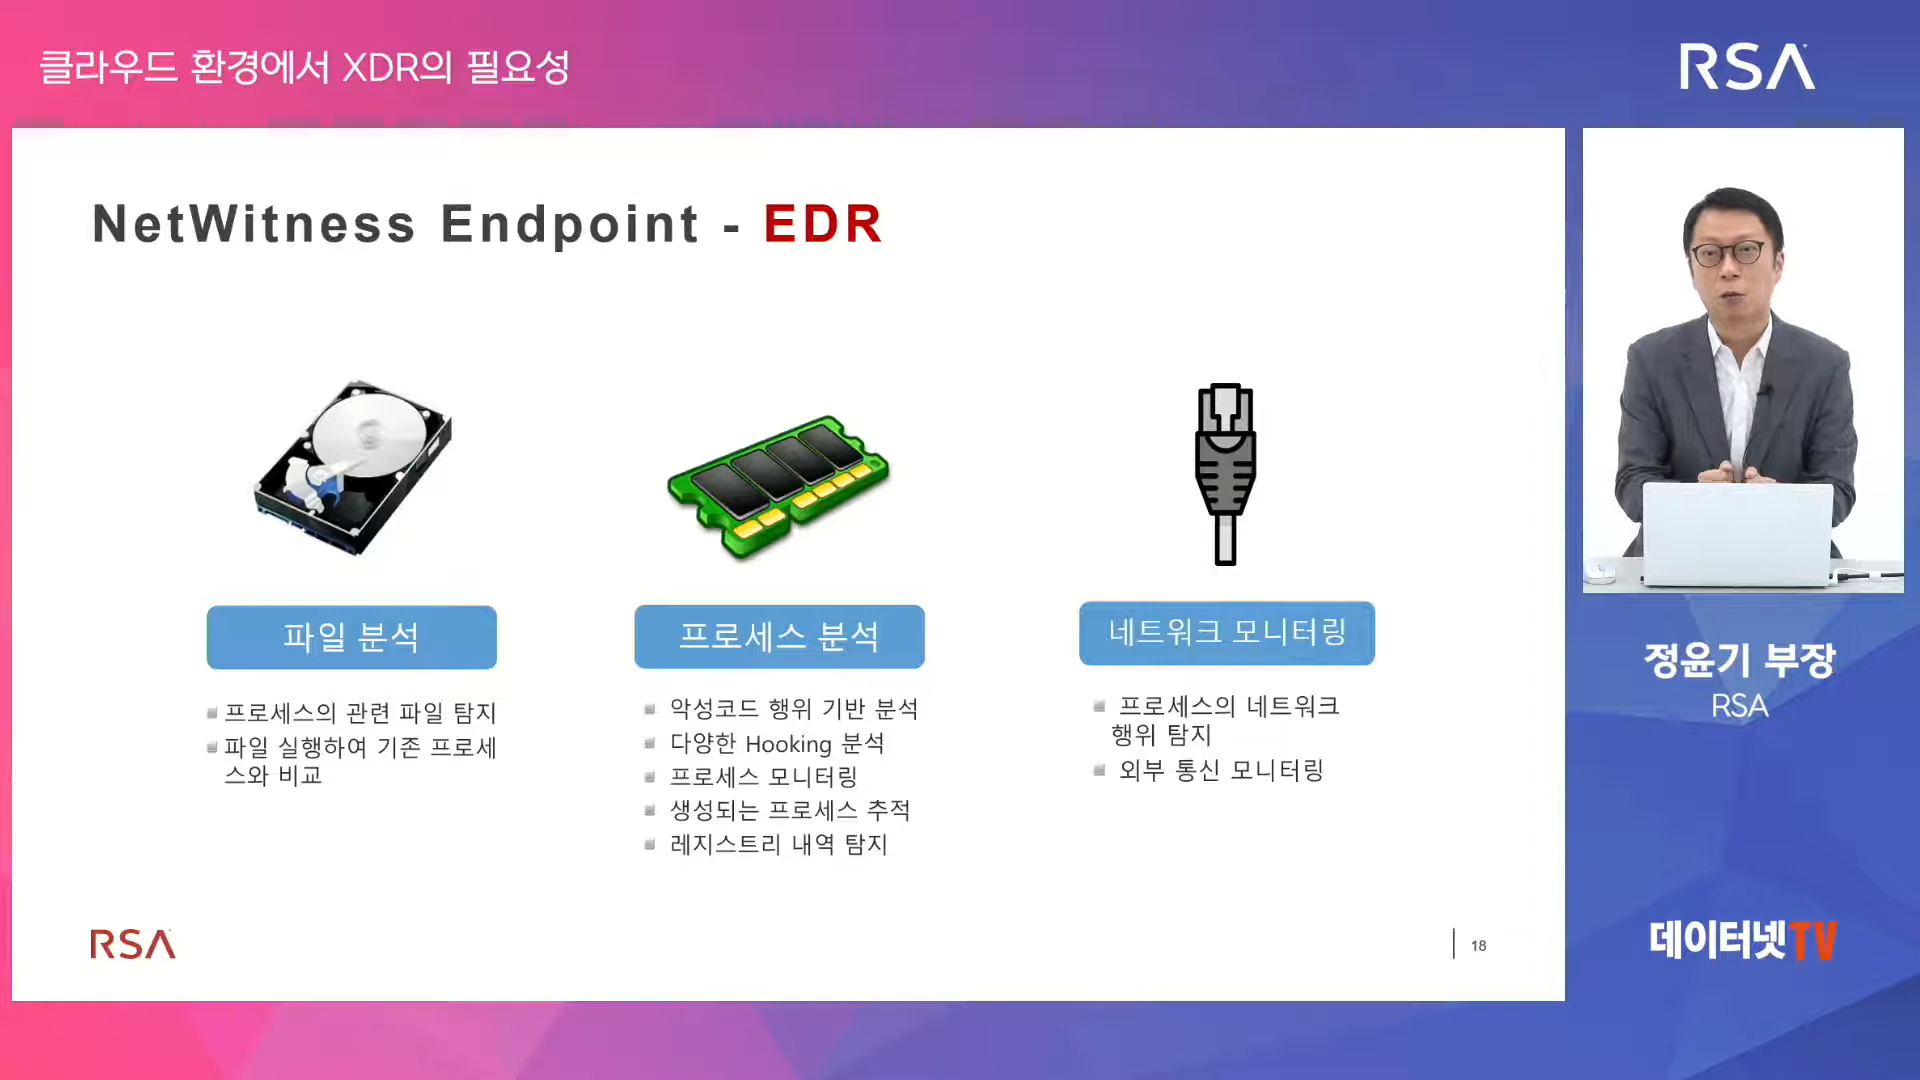 클라우드 환경에서 XDR의 필요성
RSA
NetWitness Endpoint - EDR
파일 분석
프로세스의 관련 파일 탐지
파일 실행하여 기존 프로세
스와 비교
프로세스 분석
악성코드 행위 기반 분석
다양한 Hooking 분석
프로세스 모니터링
생성되는 프로세스 추적
레지스트리 내역 탐지
네트워크 모니터링
프로세스의 네트워크
행위 탐지
외부 통신 모니터링
RSA
18
정윤기 부장
RSA
데이터넷TV